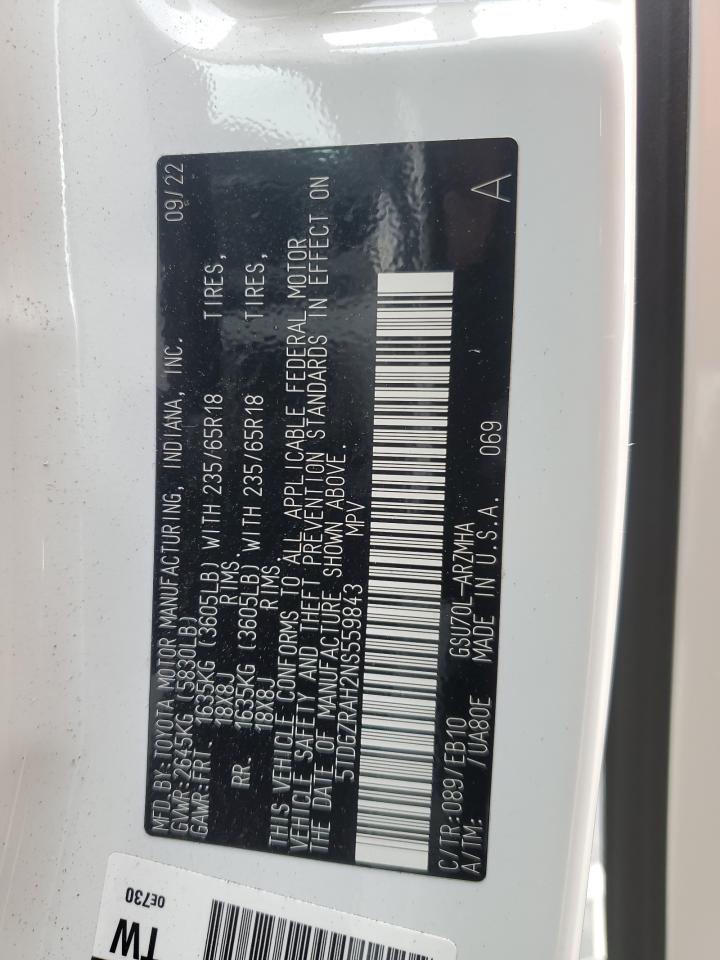 MFD. BY: TOYOTA MOTOR MANUFACTURING, INDIANA, INC. 09/22
GVWR: 2645KG (5830LB)
GAWR: FRT. 1635KG (3605LB) WITH 235/65R18 TIRES,
18X8J RIMS.
RR. 1635KG (3605LB) WITH 235/65R18 TIRES,
18X8J RIMS.
THIS VEHICLE CONFORMS TO ALL APPLICABLE FEDERAL MOTOR
VEHICLE SAFETY AND THEFT PREVENTION STANDARDS IN EFFECT ON
THE DATE OF MANUFACTURE SHOWN ABOVE.
5TDGZRAH2NS559843 MPV
C/TR: 089/EB10 GSU70L-ARZMHA
A/TM: /UA80E MADE IN U.S.A. 069 A
0E730
TW